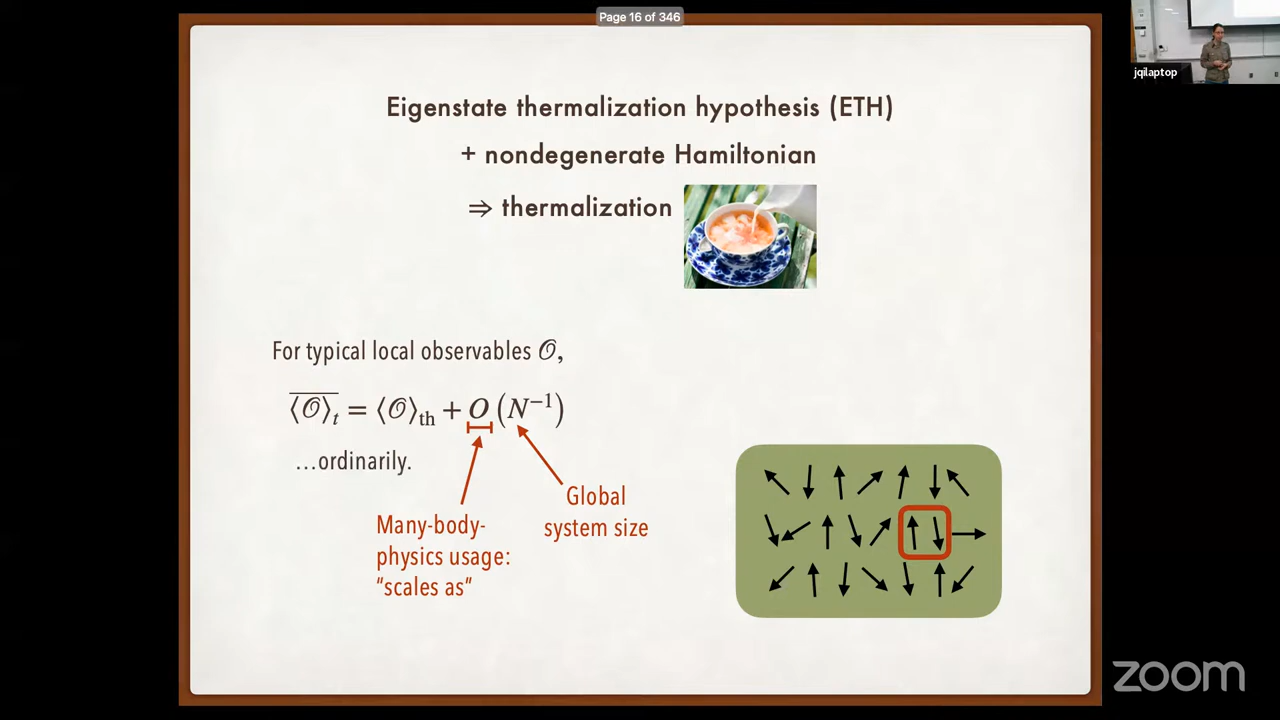 Page 16 of 346
jqilaptop
Eigenstate thermalization hypothesis (ETH)
+ nondegenerate Hamiltonian
⇒ thermalization
For typical local observables 𝒪,
$\overline{\langle \mathcal{O} \rangle}_t = \langle \mathcal{O} \rangle_{\text{th}} + O\left(N^{-1}\right)$
…ordinarily.
Many-body-
physics usage:
"scales as"
Global
system size
zoom